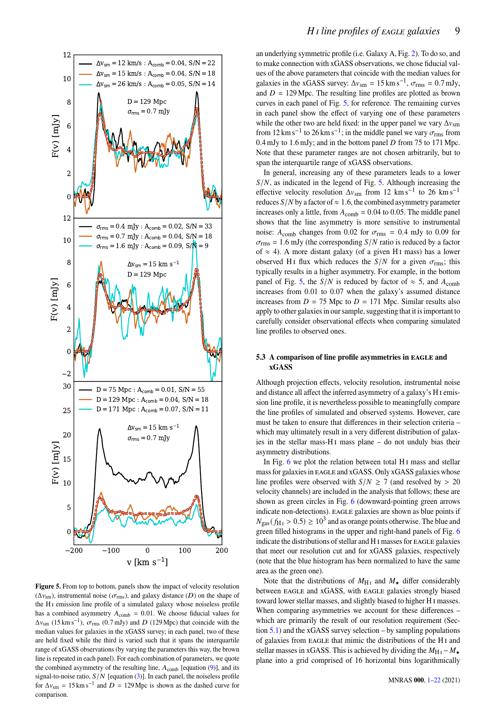 H I line profiles of EAGLE galaxies 9
12
10
8
6
4
2
0
F(v) [mJy]
Δvsm = 12 km/s : Acomb = 0.04, S/N = 22
Δvsm = 15 km/s : Acomb = 0.04, S/N = 18
Δvsm = 26 km/s : Acomb = 0.05, S/N = 14
D = 129 Mpc
σrms = 0.7 mJy
12
10
8
6
4
2
0
−2
F(v) [mJy]
σrms = 0.4 mJy : Acomb = 0.02, S/N = 33
σrms = 0.7 mJy : Acomb = 0.04, S/N = 18
σrms = 1.6 mJy : Acomb = 0.09, S/N = 9
Δvsm = 15 km s−1
D = 129 Mpc
30
25
20
15
10
5
0
F(v) [mJy]
D = 75 Mpc : Acomb = 0.01, S/N = 55
D = 129 Mpc : Acomb = 0.04, S/N = 18
D = 171 Mpc : Acomb = 0.07, S/N = 11
Δvsm = 15 km s−1
σrms = 0.7 mJy
−200 −100 0 100 200
v [km s−1]
Figure 5. From top to bottom, panels show the impact of velocity resolution
(Δvsm), instrumental noise (σrms), and galaxy distance (D) on the shape of
the H I emission line profile of a simulated galaxy whose noiseless profile
has a combined asymmetry Acomb = 0.01. We choose fiducial values for
Δvsm (15 km s−1), σrms (0.7 mJy) and D (129 Mpc) that coincide with the
median values for galaxies in the xGASS survey; in each panel, two of these
are held fixed while the third is varied such that it spans the interquartile
range of xGASS observations (by varying the parameters this way, the brown
line is repeated in each panel). For each combination of parameters, we quote
the combined asymmetry of the resulting line, Acomb [equation (9)], and its
signal-to-noise ratio, S/N [equation (3)]. In each panel, the noiseless profile
for Δvsm = 15 km s−1 and D = 129 Mpc is shown as the dashed curve for
comparison.
an underlying symmetric profile (i.e. Galaxy A, Fig. 2). To do so, and
to make connection with xGASS observations, we chose fiducial val-
ues of the above parameters that coincide with the median values for
galaxies in the xGASS survey: Δvsm = 15 km s−1, σrms = 0.7 mJy,
and D = 129 Mpc. The resulting line profiles are plotted as brown
curves in each panel of Fig. 5, for reference. The remaining curves
in each panel show the effect of varying one of these parameters
while the other two are held fixed: in the upper panel we vary Δvsm
from 12 km s−1 to 26 km s−1; in the middle panel we vary σrms from
0.4 mJy to 1.6 mJy; and in the bottom panel D from 75 to 171 Mpc.
Note that these parameter ranges are not chosen arbitrarily, but to
span the interquartile range of xGASS observations.
In general, increasing any of these parameters leads to a lower
S/N, as indicated in the legend of Fig. 5. Although increasing the
effective velocity resolution Δvsm from 12 km s−1 to 26 km s−1
reduces S/N by a factor of ≈ 1.6, the combined asymmetry parameter
increases only a little, from Acomb = 0.04 to 0.05. The middle panel
shows that the line asymmetry is more sensitive to instrumental
noise: Acomb changes from 0.02 for σrms = 0.4 mJy to 0.09 for
σrms = 1.6 mJy (the corresponding S/N ratio is reduced by a factor
of ≈ 4). A more distant galaxy (of a given H I mass) has a lower
observed H I flux which reduces the S/N for a given σrms; this
typically results in a higher asymmetry. For example, in the bottom
panel of Fig. 5, the S/N is reduced by factor of ≈ 5, and Acomb
increases from 0.01 to 0.07 when the galaxy's assumed distance
increases from D = 75 Mpc to D = 171 Mpc. Similar results also
apply to other galaxies in our sample, suggesting that it is important to
carefully consider observational effects when comparing simulated
line profiles to observed ones.
5.3 A comparison of line profile asymmetries in EAGLE and
xGASS
Although projection effects, velocity resolution, instrumental noise
and distance all affect the inferred asymmetry of a galaxy's H I emis-
sion line profile, it is nevertheless possible to meaningfully compare
the line profiles of simulated and observed systems. However, care
must be taken to ensure that differences in their selection criteria –
which may ultimately result in a very different distribution of galax-
ies in the stellar mass-H I mass plane – do not unduly bias their
asymmetry distributions.
In Fig. 6 we plot the relation between total H I mass and stellar
mass for galaxies in EAGLE and xGASS. Only xGASS galaxies whose
line profiles were observed with S/N ≥ 7 (and resolved by > 20
velocity channels) are included in the analysis that follows; these are
shown as green circles in Fig. 6 (downward-pointing green arrows
indicate non-detections). EAGLE galaxies are shown as blue points if
Ngas( fHI > 0.5) ≥ 10³ and as orange points otherwise. The blue and
green filled histograms in the upper and right-hand panels of Fig. 6
indicate the distributions of stellar and H I masses for EAGLE galaxies
that meet our resolution cut and for xGASS galaxies, respectively
(note that the blue histogram has been normalized to have the same
area as the green one).
Note that the distributions of MHI and M★ differ considerably
between EAGLE and xGASS, with EAGLE galaxies strongly biased
toward lower stellar masses, and slightly biased to higher H I masses.
When comparing asymmetries we account for these differences –
which are primarily the result of our resolution requirement (Sec-
tion 5.1) and the xGASS survey selection – by sampling populations
of galaxies from EAGLE that mimic the distributions of the H I and
stellar masses in xGASS. This is achieved by dividing the MHI − M★
plane into a grid comprised of 16 horizontal bins logarithmically
MNRAS 000, 1–22 (2021)